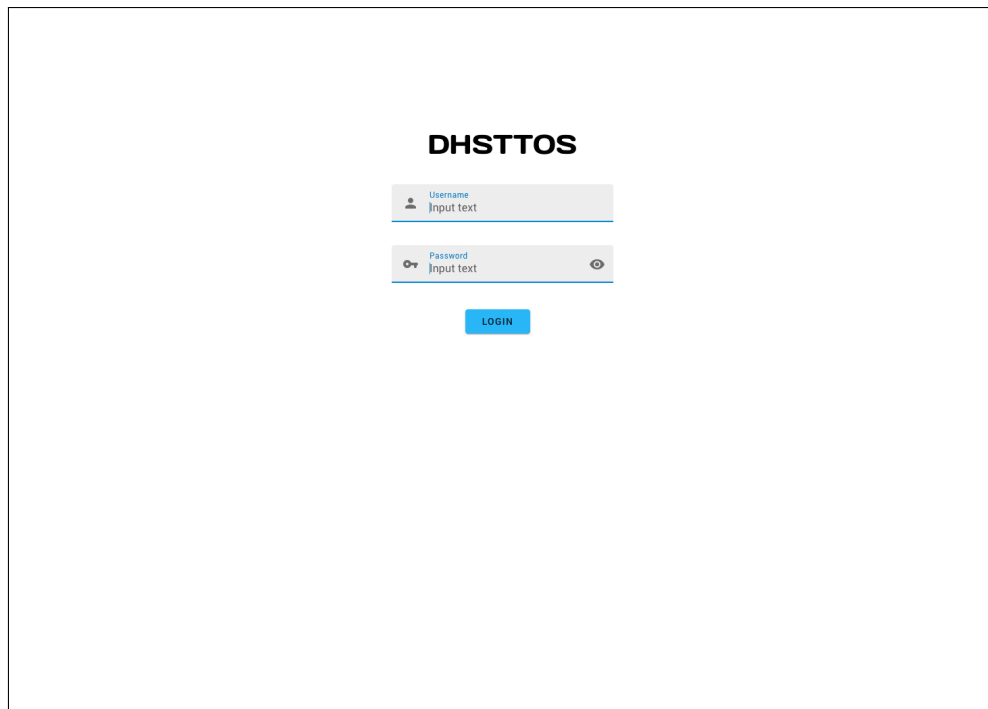 DHSTTOS
Username
Input text
Password
Input text
LOGIN